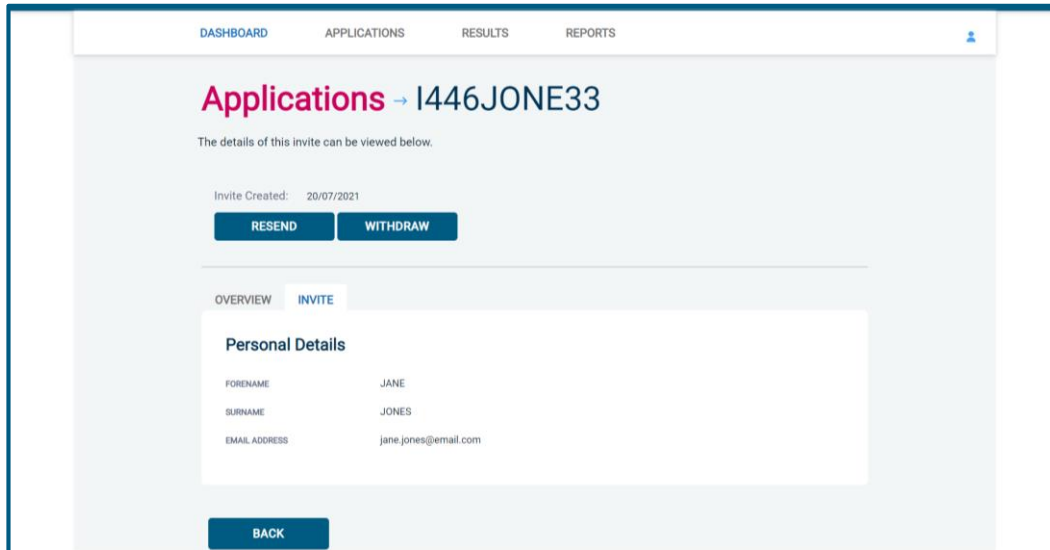 DASHBOARD APPLICATIONS RESULTS REPORTS
Applications → I446JONE33
The details of this invite can be viewed below.
Invite Created: 20/07/2021
RESEND WITHDRAW
OVERVIEW INVITE
Personal Details
FORENAME JANE
SURNAME JONES
EMAIL ADDRESS jane.jones@email.com
BACK